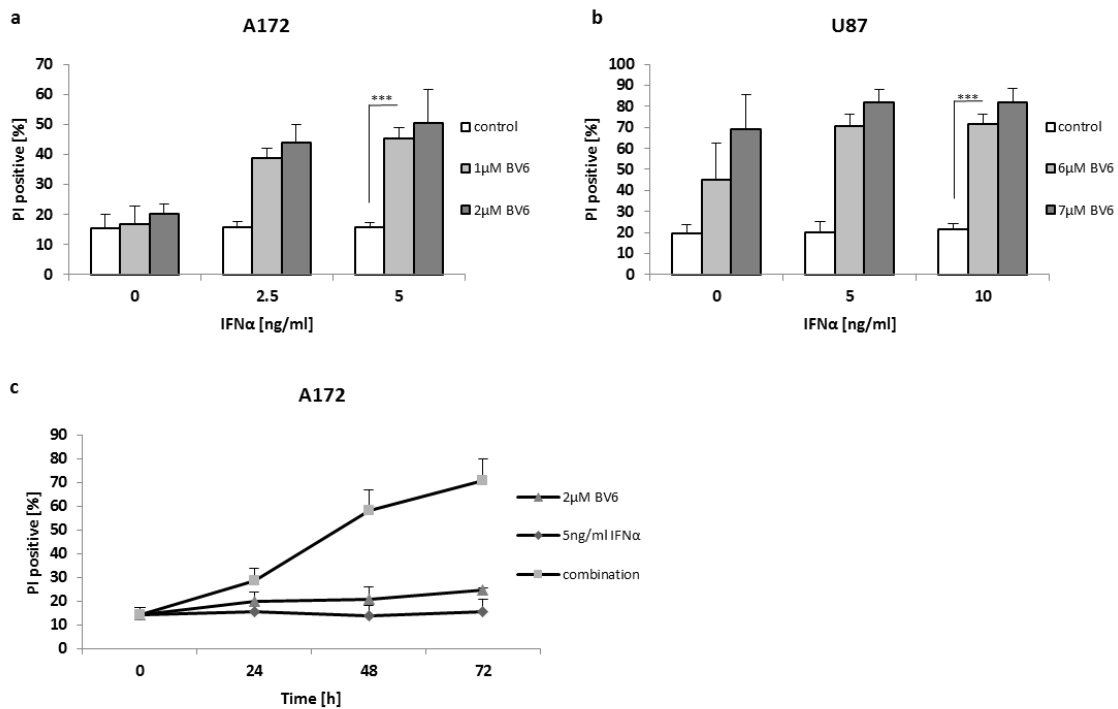 a
A172
70
60
50
40
30
20
10
0
PI positive [%]
***
0 2.5 5
IFNα [ng/ml]
control
1μM BV6
2μM BV6
b
U87
100
90
80
70
60
50
40
30
20
10
0
PI positive [%]
***
0 5 10
IFNα [ng/ml]
control
6μM BV6
7μM BV6
c
A172
90
80
70
60
50
40
30
20
10
0
PI positive [%]
0 24 48 72
Time [h]
2μM BV6
5ng/ml IFNα
combination